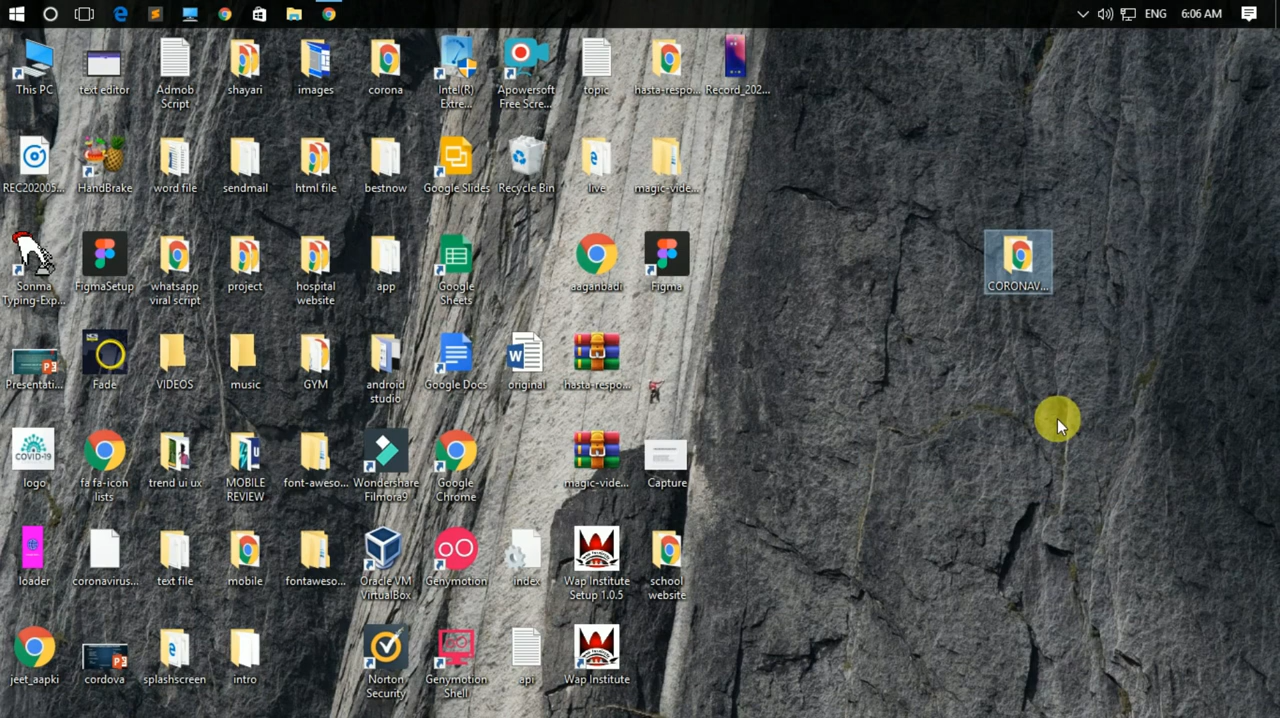 ENG
6:06 AM
This PC
text editor
Admob
Script
shayari
images
corona
Intel(R)
Extre...
Apowersoft
Free Scre...
topic
hasta-respo...
Record_202...
REC202005...
HandBrake
word file
sendmail
html file
bestnow
Google Slides
Recycle Bin
live
magic-vide...
Sonma
Typing-Exp...
FigmaSetup
whatsapp
viral script
project
hospital
website
app
Google
Sheets
aaganbadi
Figma
CORONAV...
Presentati...
Fade
VIDEOS
music
GYM
android
studio
Google Docs
W
original
hasta-respo...
COVID-19
logo
fa fa-icon
lists
trend ui ux
MOBILE
REVIEW
font-aweso...
Wondershare
Filmora9
Google
Chrome
magic-vide...
Capture
loader
coronavirus...
text file
mobile
fontaweso...
Oracle VM
VirtualBox
Genymotion
index
Wap Institute
Setup 1.0.5
school
website
jeet_aapki
cordova
splashscreen
intro
Norton
Security
Genymotion
Shell
api
Wap Institute